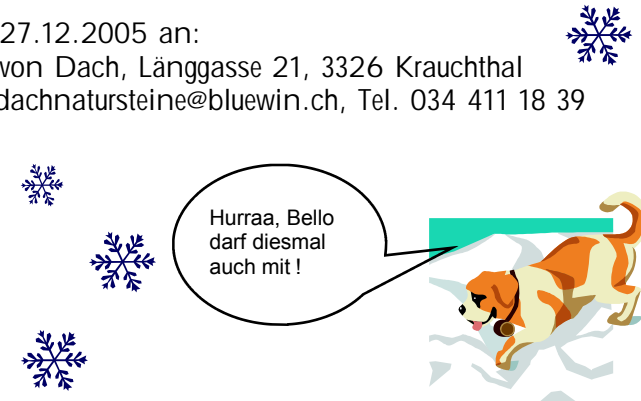 27.12.2005 an:
von Dach, Länggasse 21, 3326 Krauchthal
dachnatursteine@bluewin.ch, Tel. 034 411 18 39
Hurraa, Bello
darf diesmal
auch mit !